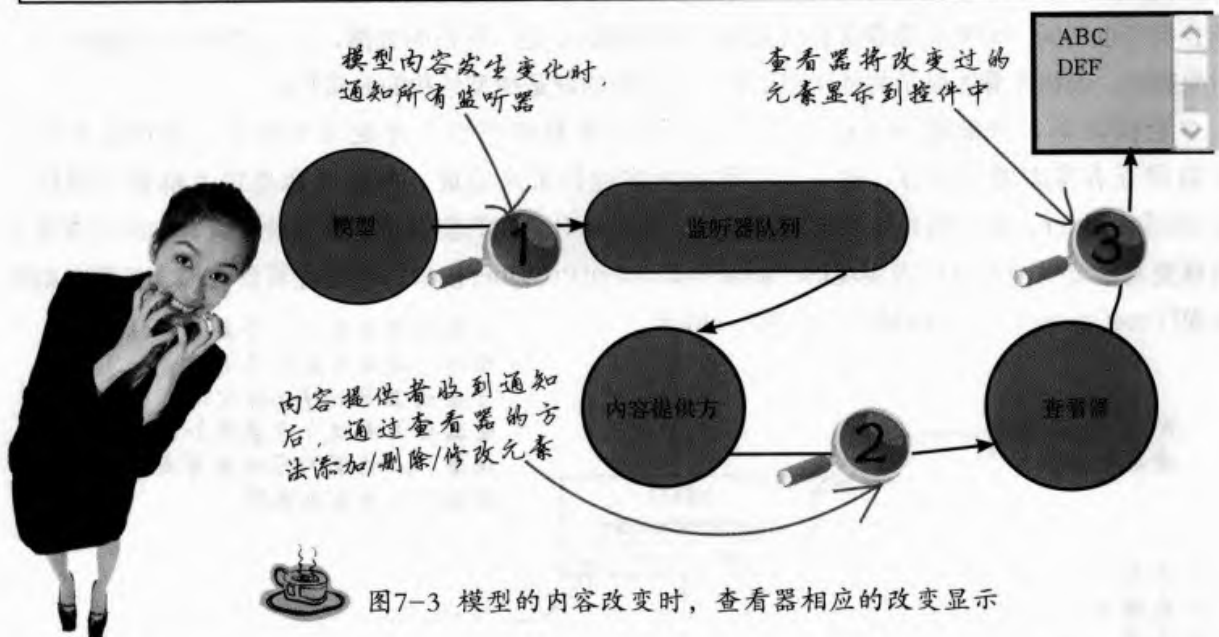 模型内容发生变化时
通知所有监听器
查看器将改变过的
元素显示到控件中
ABC
DEF
模型
1
监听器队列
3
内容提供者收到通知
后，通过查看器的方
法添加/删除/修改元素
内容提供方
2
查看器
图7-3 模型的内容改变时，查看器相应的改变显示